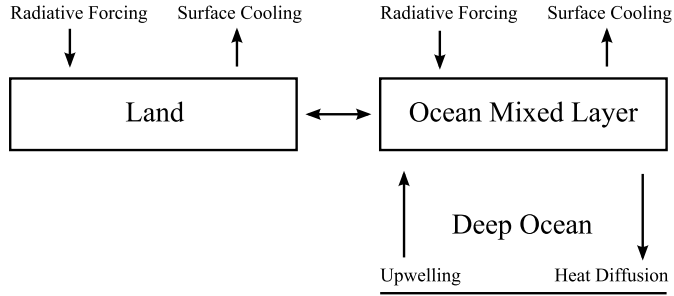 Radiative Forcing
Surface Cooling
Radiative Forcing
Surface Cooling
Land
Ocean Mixed Layer
Deep Ocean
Upwelling
Heat Diffusion